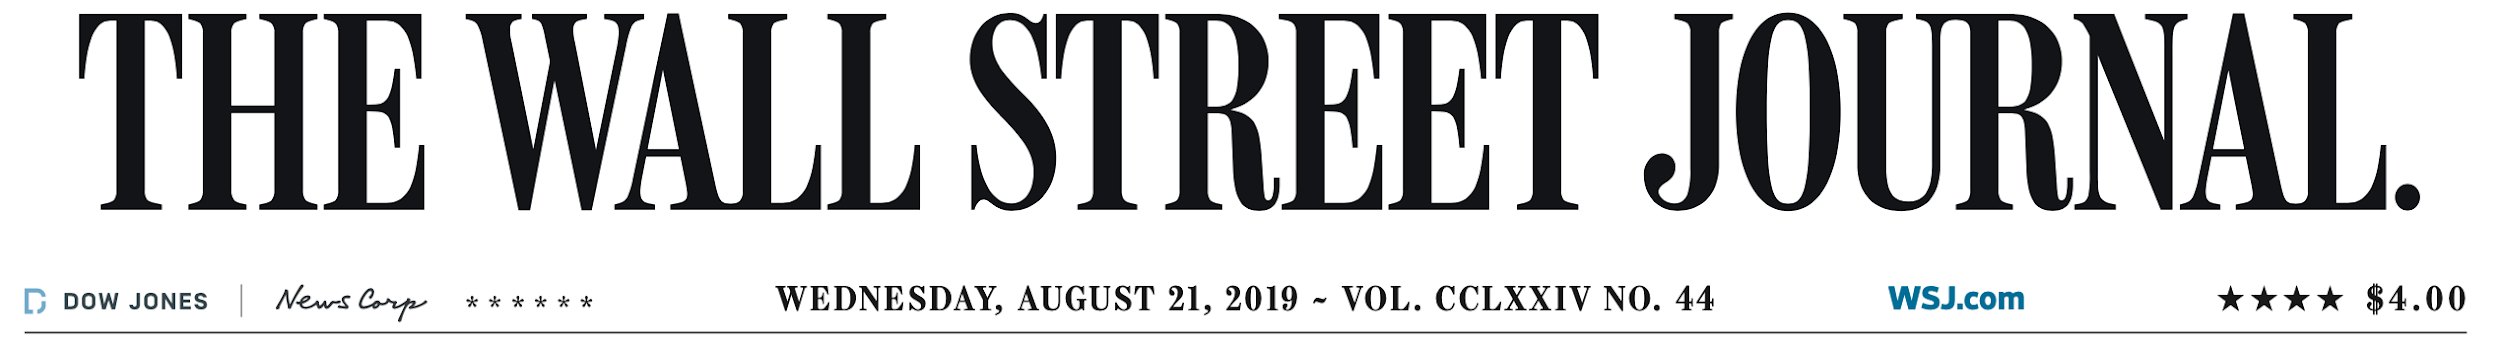 THE WALL STREET JOURNAL.
DOW JONES | News Corp ****** WEDNESDAY, AUGUST 21, 2019 ~ VOL. CCLXXIV NO. 44 WSJ.com ★★★★ $4.00